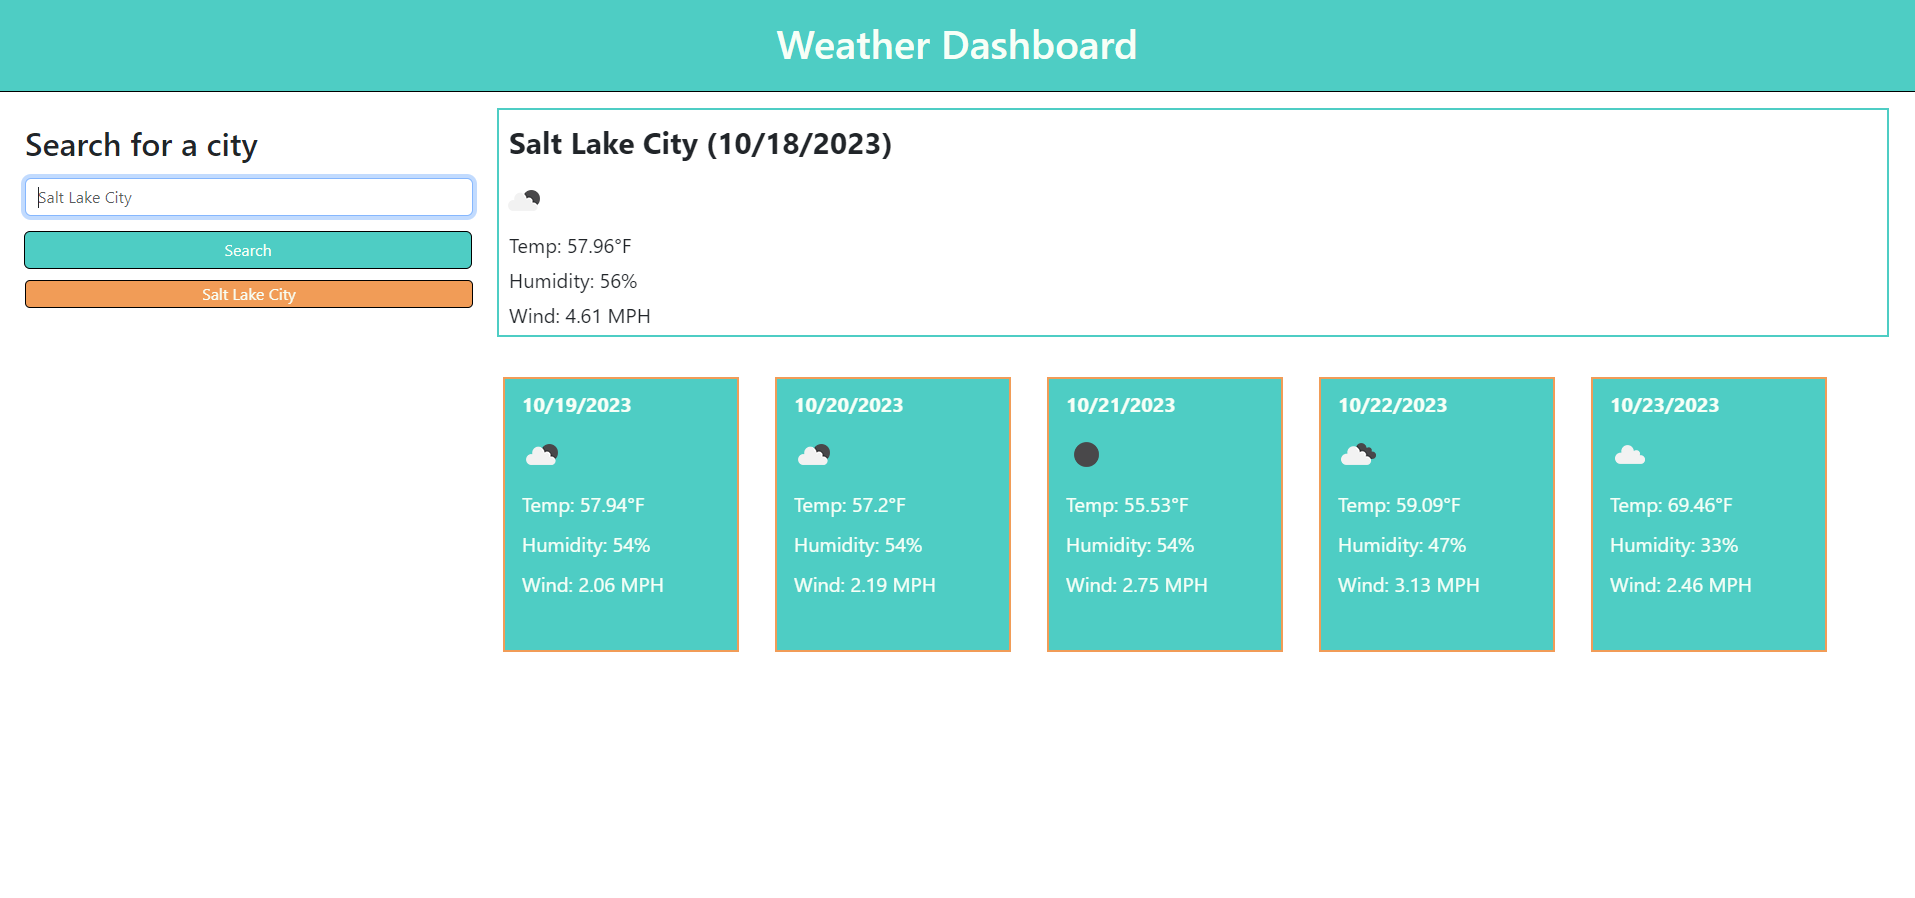 Weather Dashboard
Search for a city
Salt Lake City
Search
Salt Lake City
Salt Lake City (10/18/2023)
Temp: 57.96°F
Humidity: 56%
Wind: 4.61 MPH
10/19/2023
Temp: 57.94°F
Humidity: 54%
Wind: 2.06 MPH
10/20/2023
Temp: 57.2°F
Humidity: 54%
Wind: 2.19 MPH
10/21/2023
Temp: 55.53°F
Humidity: 54%
Wind: 2.75 MPH
10/22/2023
Temp: 59.09°F
Humidity: 47%
Wind: 3.13 MPH
10/23/2023
Temp: 69.46°F
Humidity: 33%
Wind: 2.46 MPH